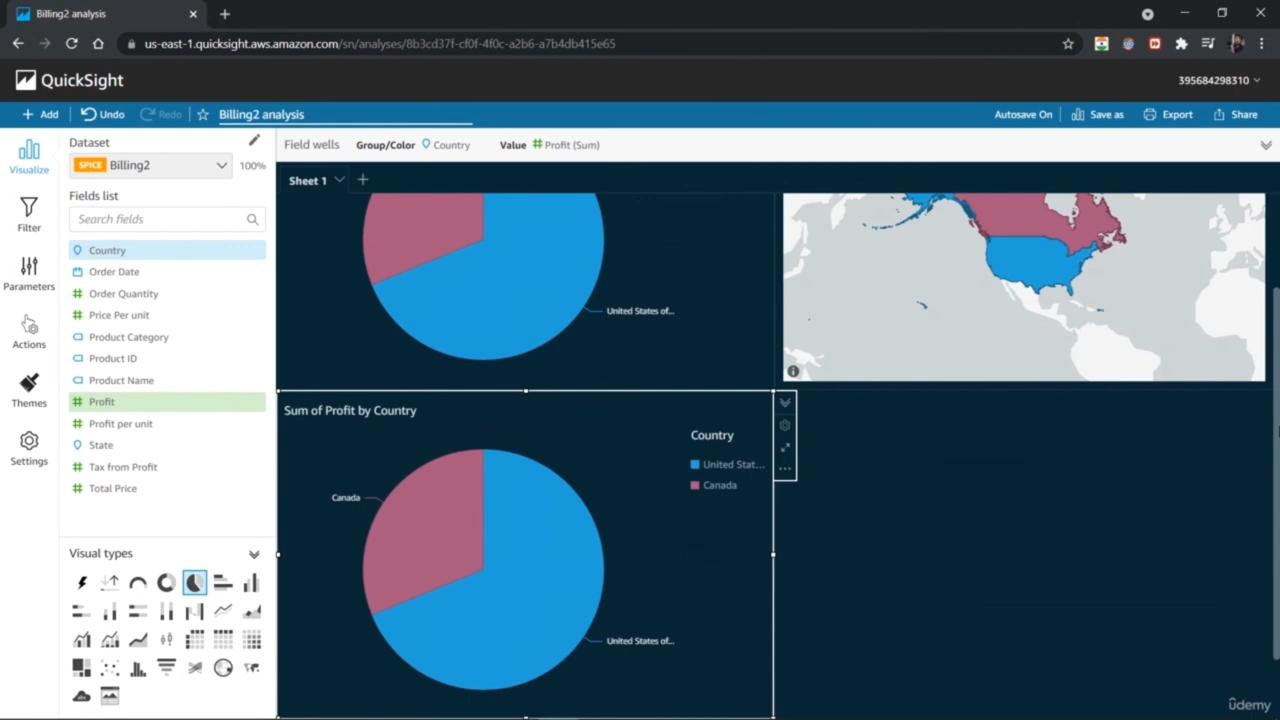 Billing2 analysis
us-east-1.quicksight.aws.amazon.com/sn/analyses/8b3cd37f-cf0f-4f0c-a2b6-a7b4db415e65
QuickSight
395684298310
Add
Undo
Redo
Billing2 analysis
Autosave On
Save as
Export
Share
Visualize
Filter
Parameters
Actions
Themes
Settings
Dataset
SPICE Billing2
100%
Fields list
Search fields
Country
Order Date
Order Quantity
Price Per unit
Product Category
Product ID
Product Name
Profit
Profit per unit
State
Tax from Profit
Total Price
Visual types
Field wells
Group/Color Country
Value Profit (Sum)
Sheet 1
United States of...
Sum of Profit by Country
Country
United Stat...
Canada
Canada
United States of...
ûdemy